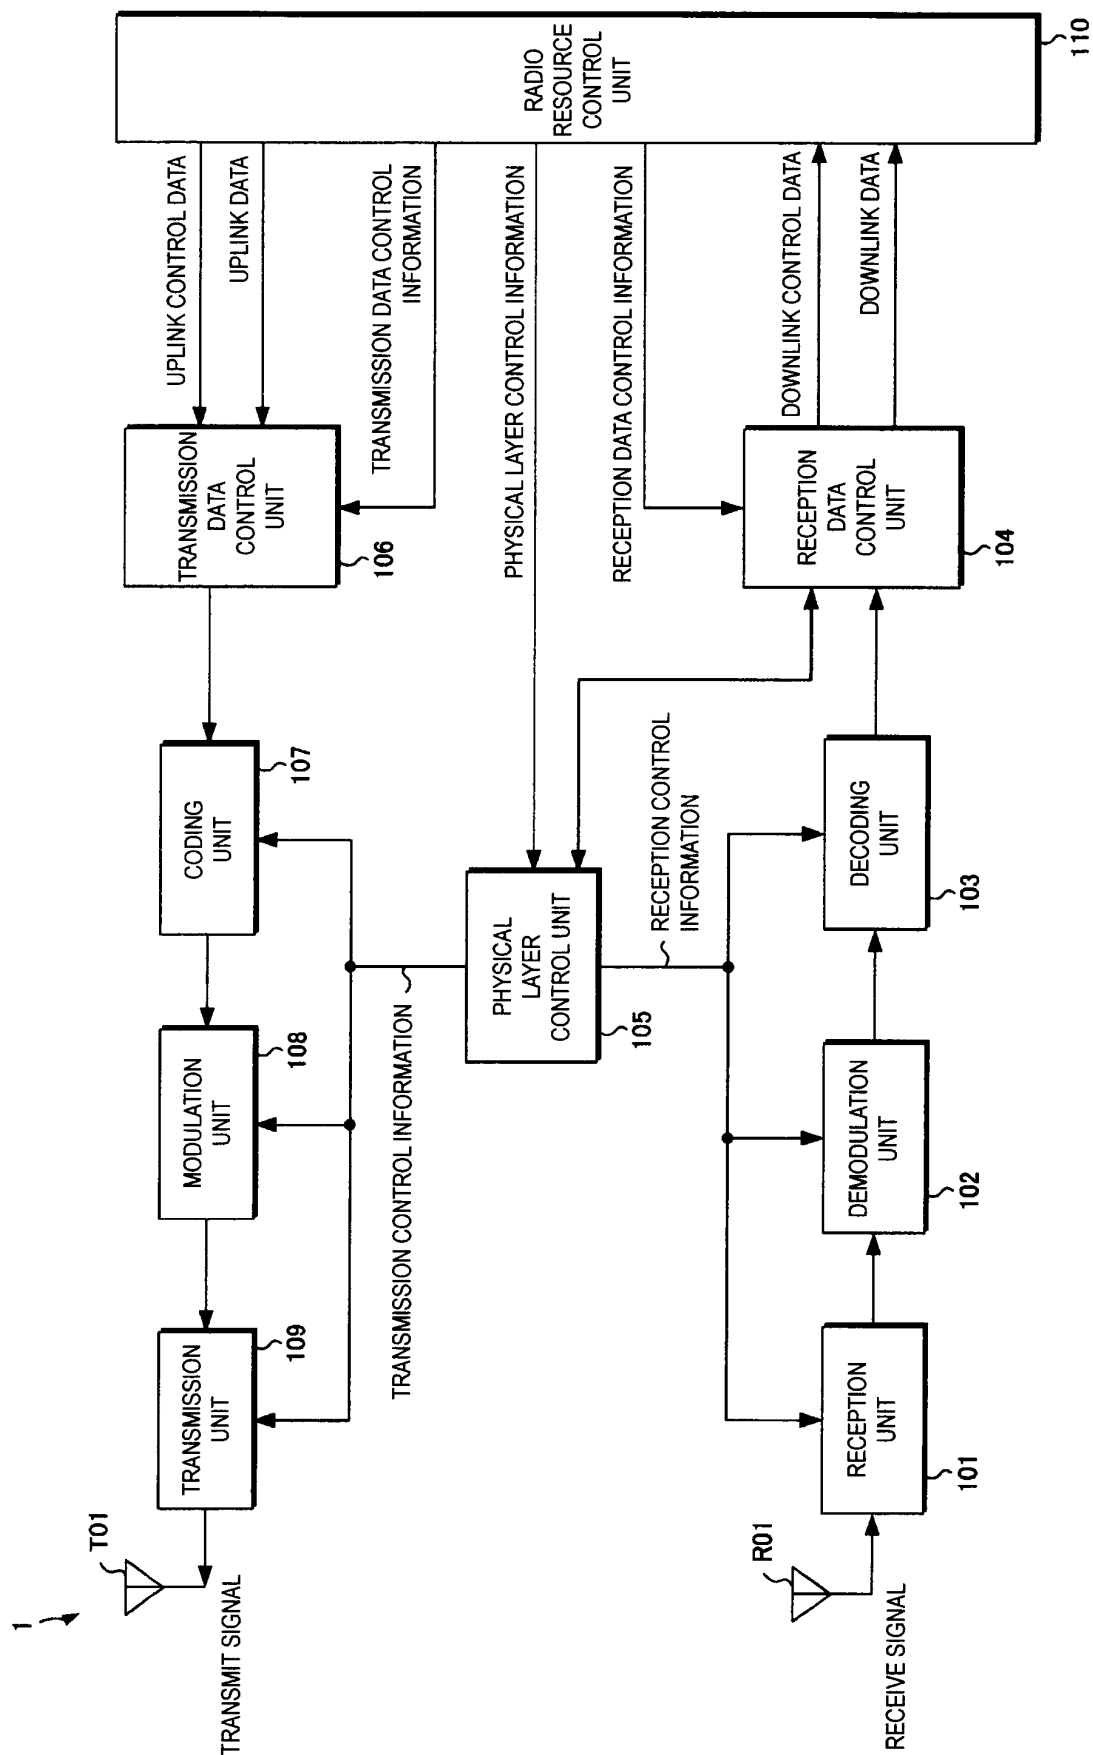 1
T01
TRANSMIT SIGNAL
TRANSMISSION
UNIT
109
MODULATION
UNIT
108
CODING
UNIT
107
TRANSMISSION
DATA
CONTROL
UNIT
106
UPLINK CONTROL DATA
UPLINK DATA
TRANSMISSION DATA CONTROL
INFORMATION
TRANSMISSION CONTROL INFORMATION
PHYSICAL
LAYER
CONTROL UNIT
105
PHYSICAL LAYER CONTROL INFORMATION
RECEPTION CONTROL
INFORMATION
RECEPTION DATA CONTROL INFORMATION
R01
RECEIVE SIGNAL
RECEPTION
UNIT
101
DEMODULATION
UNIT
102
DECODING
UNIT
103
RECEPTION
DATA
CONTROL
UNIT
104
DOWNLINK CONTROL DATA
DOWNLINK DATA
RADIO
RESOURCE
CONTROL
UNIT
110